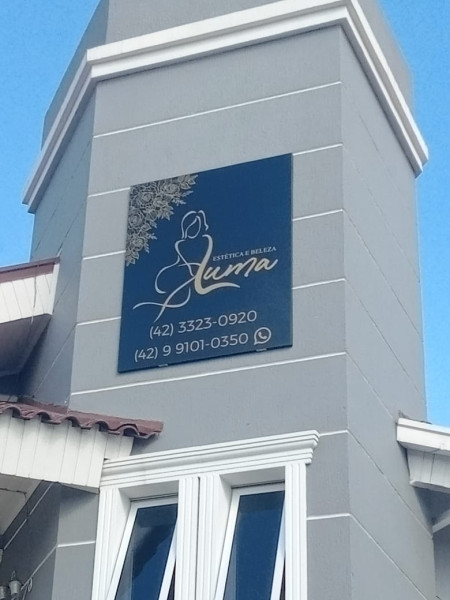 ESTÉTICA E BELEZA
Luma
(42) 3323-0920
(42) 9 9101-0350